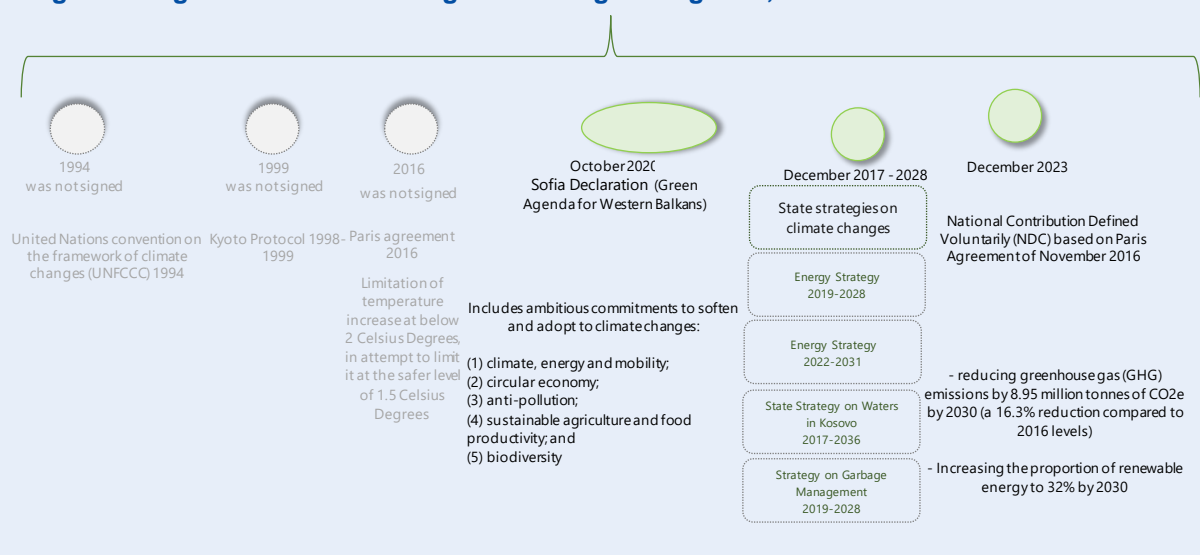 1994
was not signed
United Nations convention on
the framework of climate
changes (UNFCCC) 1994
1999
was not signed
Kyoto Protocol 1998-
1999
2016
was not signed
Paris agreement
2016
Limitation of
temperature
increase at below
2 Celsius Degrees,
in attempt to limit
it at the safer level
of 1.5 Celsius
Degrees
October 2020
Sofia Declaration (Green
Agenda for Western Balkans)
Includes ambitious commitments to soften
and adopt to climate changes:
(1) climate, energy and mobility;
(2) circular economy;
(3) anti-pollution;
(4) sustainable agriculture and food
productivity; and
(5) biodiversity
December 2017 - 2028
State strategies on
climate changes
Energy Strategy
2019-2028
Energy Strategy
2022-2031
State Strategy on Waters
in Kosovo
2017-2036
Strategy on Garbage
Management
2019-2028
December 2023
National Contribution Defined
Voluntarily (NDC) based on Paris
Agreement of November 2016
- reducing greenhouse gas (GHG)
emissions by 8.95 million tonnes of CO2e
by 2030 (a 16.3% reduction compared to
2016 levels)
- Increasing the proportion of renewable
energy to 32% by 2030